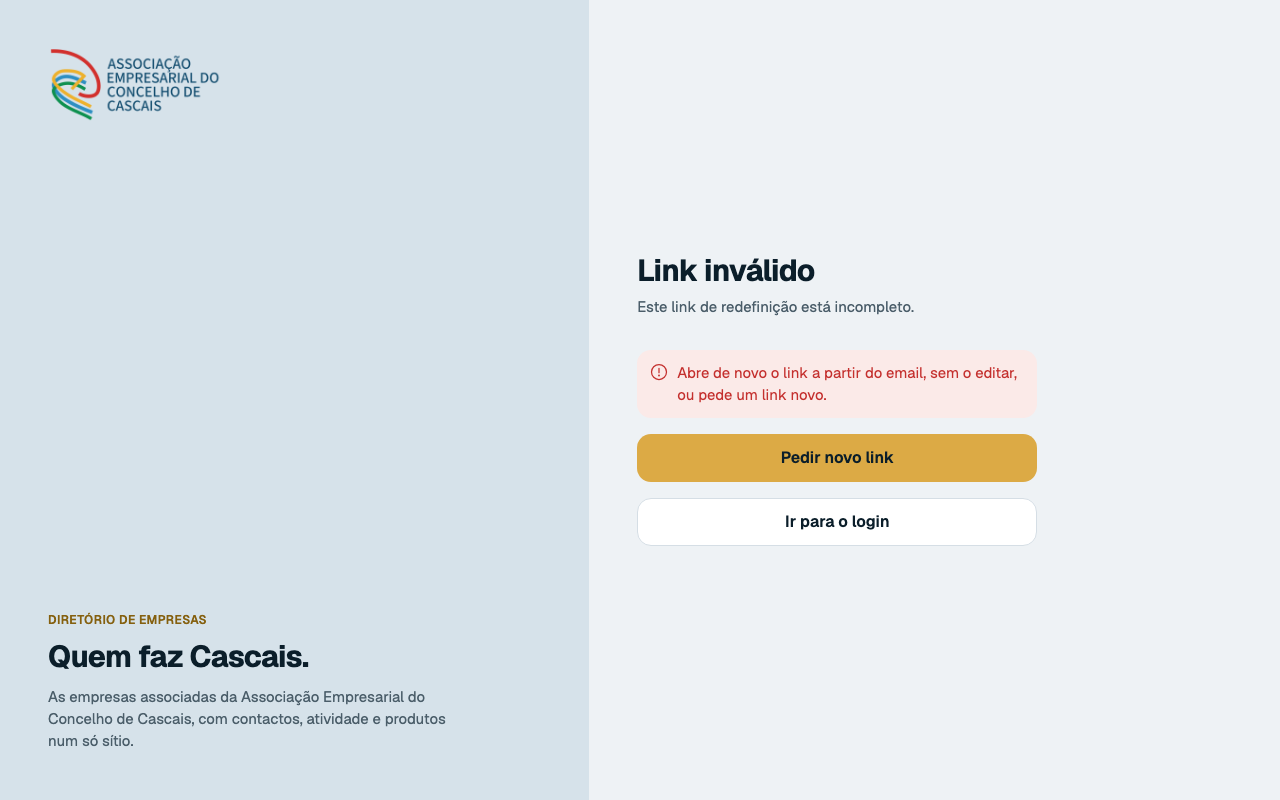 ASSOCIAÇÃO
EMPRESARIAL DO
CONCELHO DE
CASCAIS
DIRETÓRIO DE EMPRESAS
Quem faz Cascais.
As empresas associadas da Associação Empresarial do
Concelho de Cascais, com contactos, atividade e produtos
num só sítio.
Link inválido
Este link de redefinição está incompleto.
Abre de novo o link a partir do email, sem o editar,
ou pede um link novo.
Pedir novo link
Ir para o login